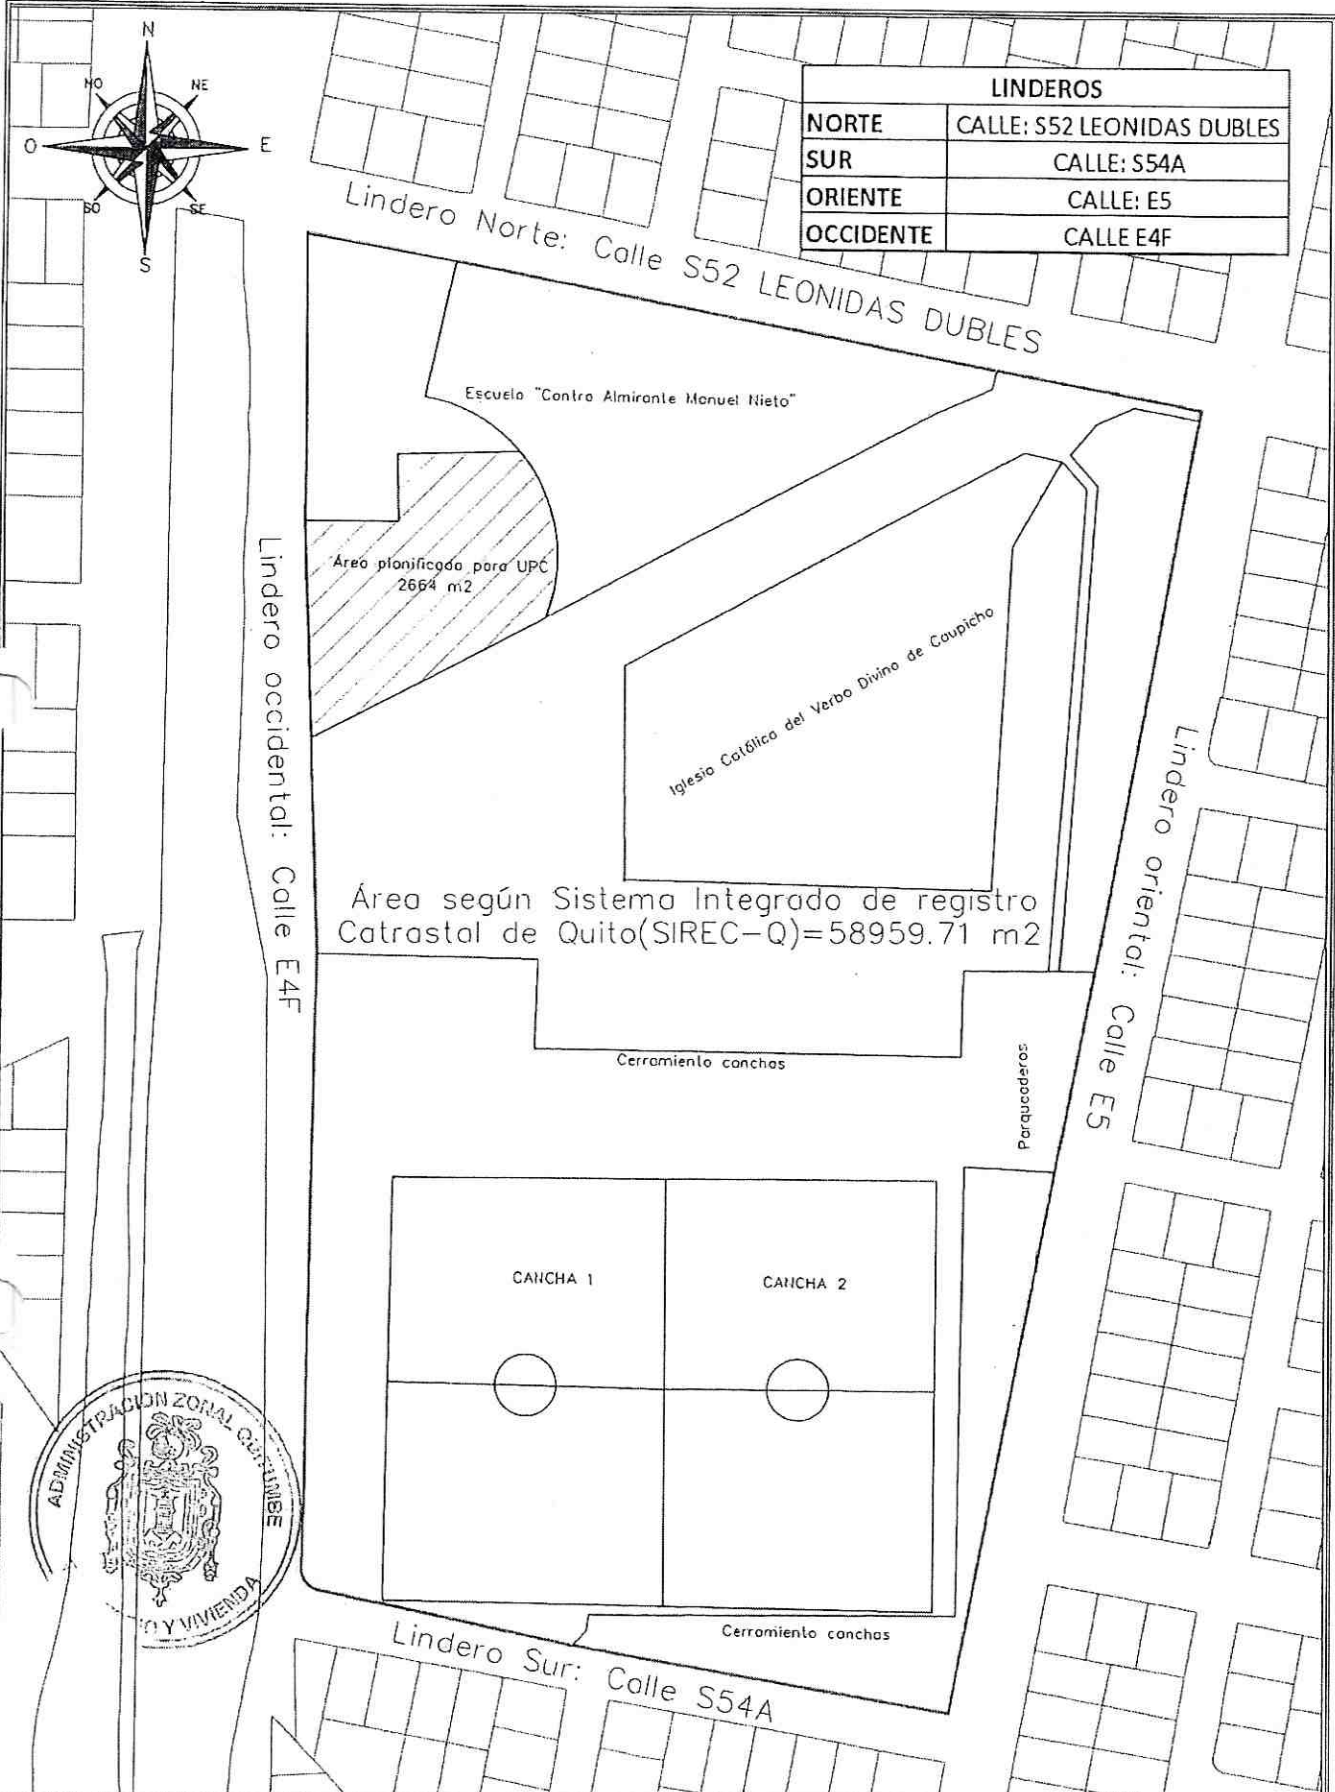 N
NO
NE
O
E
SO
SE
S
LINDEROS
NORTE CALLE: S52 LEONIDAS DUBLES
SUR CALLE: S54A
ORIENTE CALLE: E5
OCCIDENTE CALLE E4F
Lindero Norte: Calle S52 LEONIDAS DUBLES
Escuela "Contra Almirante Manuel Nieto"
Área planificada para UPC
2664 m2
Lindero occidental: Calle E4F
Iglesia Católica del Verbo Divino de Caupicho
Lindero oriental: Calle E5
Área según Sistema Integrado de registro
Catrastal de Quito(SIREC-Q)=58959.71 m2
Cerramiento canchas
Parqueaderos
CANCHA 1
CANCHA 2
ADMINISTRACION ZONAL QUITUMBE
Y VIVIENDA
Cerramiento canchas
Lindero Sur: Calle S54A